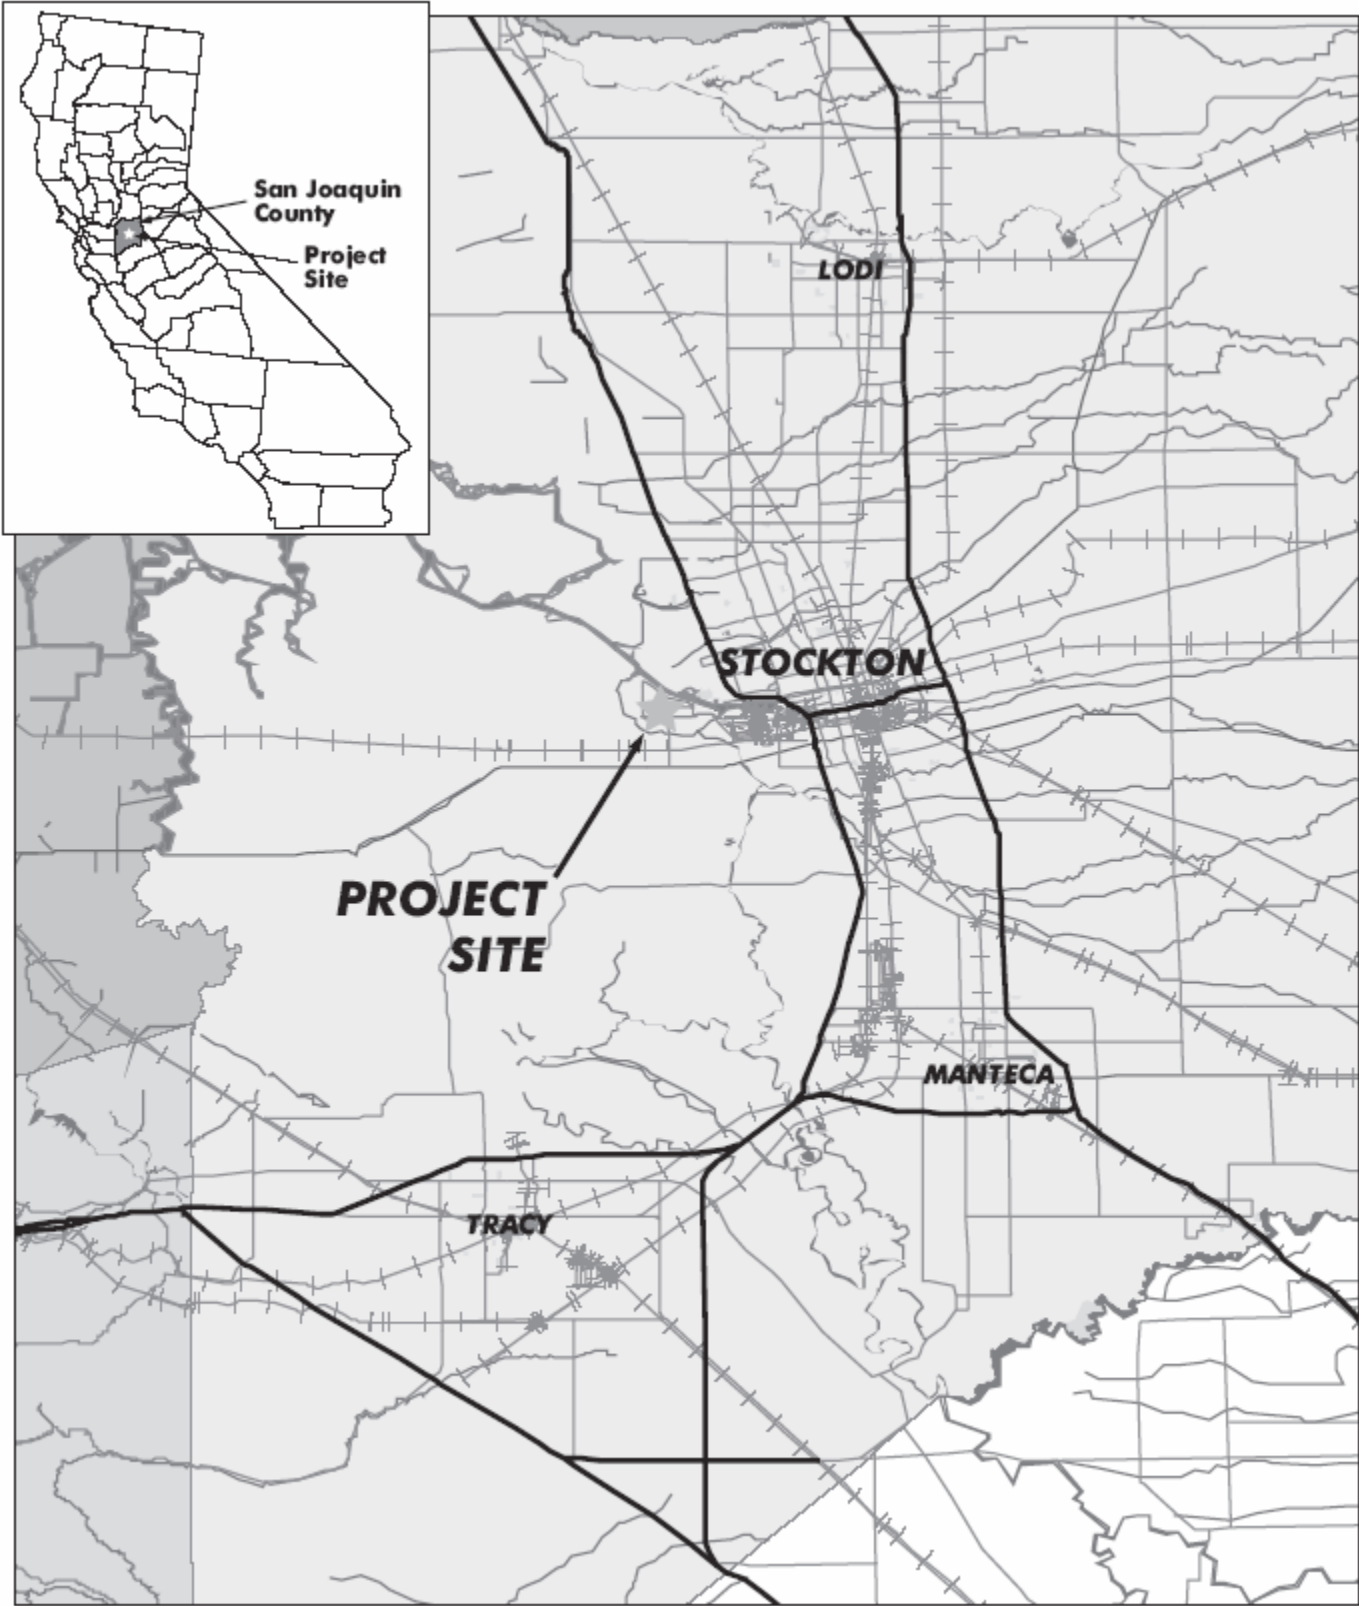 San Joaquin
County
Project
Site
LODI
STOCKTON
PROJECT
SITE
MANTECA
TRACY